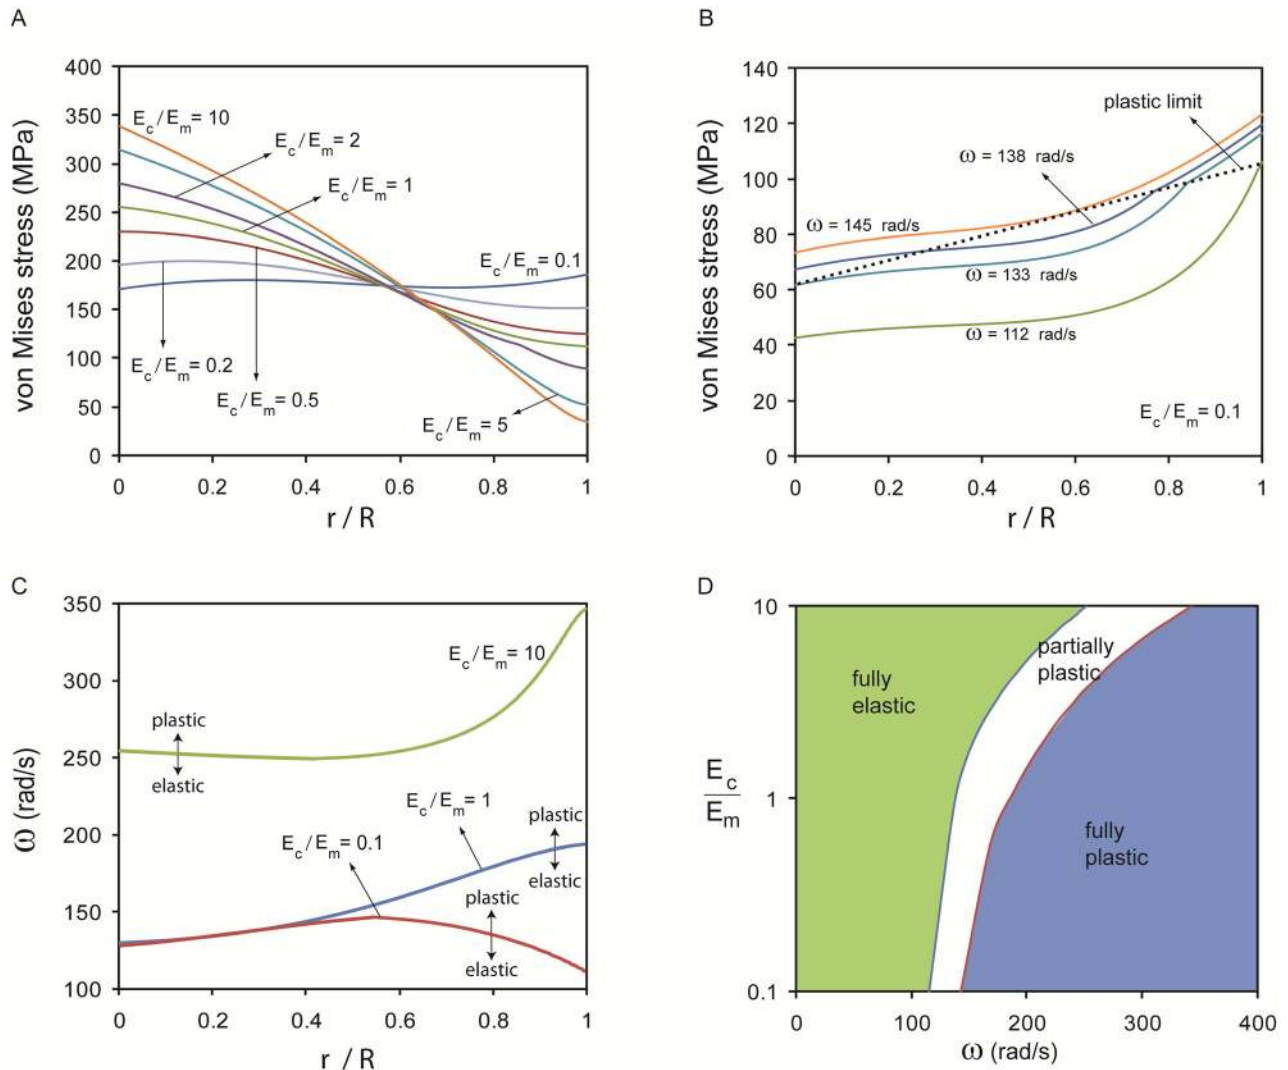 A
400
350
300
250
200
150
100
50
0
von Mises stress (MPa)
E_c/E_m = 10
E_c/E_m = 2
E_c/E_m = 1
E_c/E_m = 0.1
E_c/E_m = 0.2
E_c/E_m = 0.5
E_c/E_m = 5
0 0.2 0.4 0.6 0.8 1
r / R
B
140
120
100
80
60
40
20
0
von Mises stress (MPa)
plastic limit
ω = 138 rad/s
ω = 145 rad/s
ω = 133 rad/s
ω = 112 rad/s
E_c/E_m = 0.1
0 0.2 0.4 0.6 0.8 1
r / R
C
350
300
250
200
150
100
ω (rad/s)
E_c/E_m = 10
plastic
elastic
E_c/E_m = 1
E_c/E_m = 0.1
plastic
elastic
plastic
elastic
0 0.2 0.4 0.6 0.8 1
r / R
D
10
1
0.1
E_c
E_m
fully
elastic
partially
plastic
fully
plastic
0 100 200 300 400
ω (rad/s)